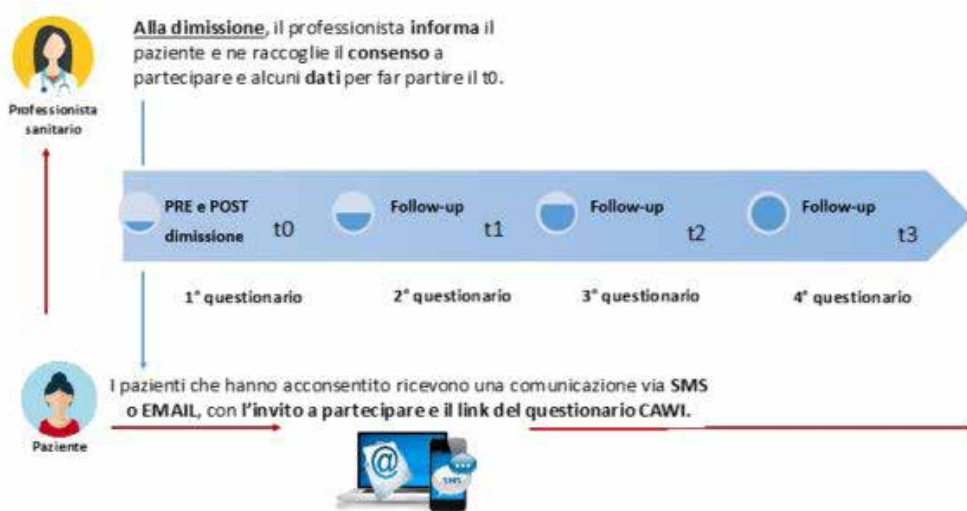 Alla dimissione, il professionista informa il
paziente e ne raccoglie il consenso a
partecipare e alcuni dati per far partire il t0.
Professionista
sanitario
PRE e POST
dimissione
t0
Follow-up
t1
Follow-up
t2
Follow-up
t3
1° questionario
2° questionario
3° questionario
4° questionario
I pazienti che hanno acconsentito ricevono una comunicazione via SMS
o EMAIL, con l'invito a partecipare e il link del questionario CAWI.
Paziente
@
SMS